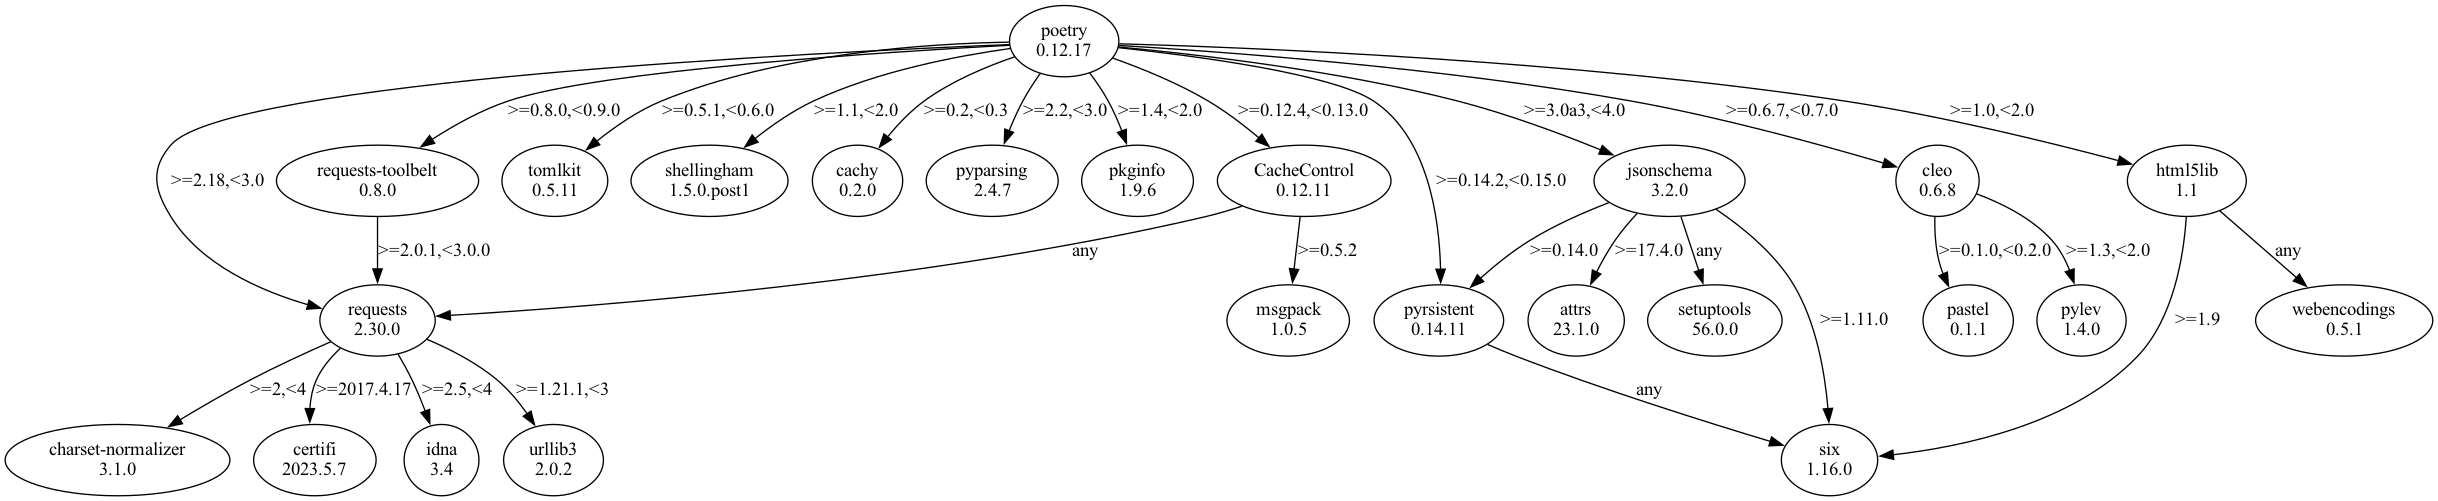 poetry
0.12.17
>=0.8.0,<0.9.0
>=0.5.1,<0.6.0
>=1.1,<2.0
>=0.2,<0.3
>=2.2,<3.0
>=1.4,<2.0
>=0.12.4,<0.13.0
>=3.0a3,<4.0
>=0.6.7,<0.7.0
>=1.0,<2.0
>=2.18,<3.0
requests-toolbelt
0.8.0
tomlkit
0.5.11
shellingham
1.5.0.post1
cachy
0.2.0
pyparsing
2.4.7
pkginfo
1.9.6
CacheControl
0.12.11
>=0.14.2,<0.15.0
jsonschema
3.2.0
cleo
0.6.8
html5lib
1.1
>=2.0.1,<3.0.0
any
>=0.5.2
>=0.14.0
>=17.4.0
any
>=0.1.0,<0.2.0
>=1.3,<2.0
any
requests
2.30.0
msgpack
1.0.5
pyrsistent
0.14.11
attrs
23.1.0
setuptools
56.0.0
>=1.11.0
pastel
0.1.1
pylev
1.4.0
>=1.9
webencodings
0.5.1
>=2,<4
>=2017.4.17
>=2.5,<4
>=1.21.1,<3
any
charset-normalizer
3.1.0
certifi
2023.5.7
idna
3.4
urllib3
2.0.2
six
1.16.0